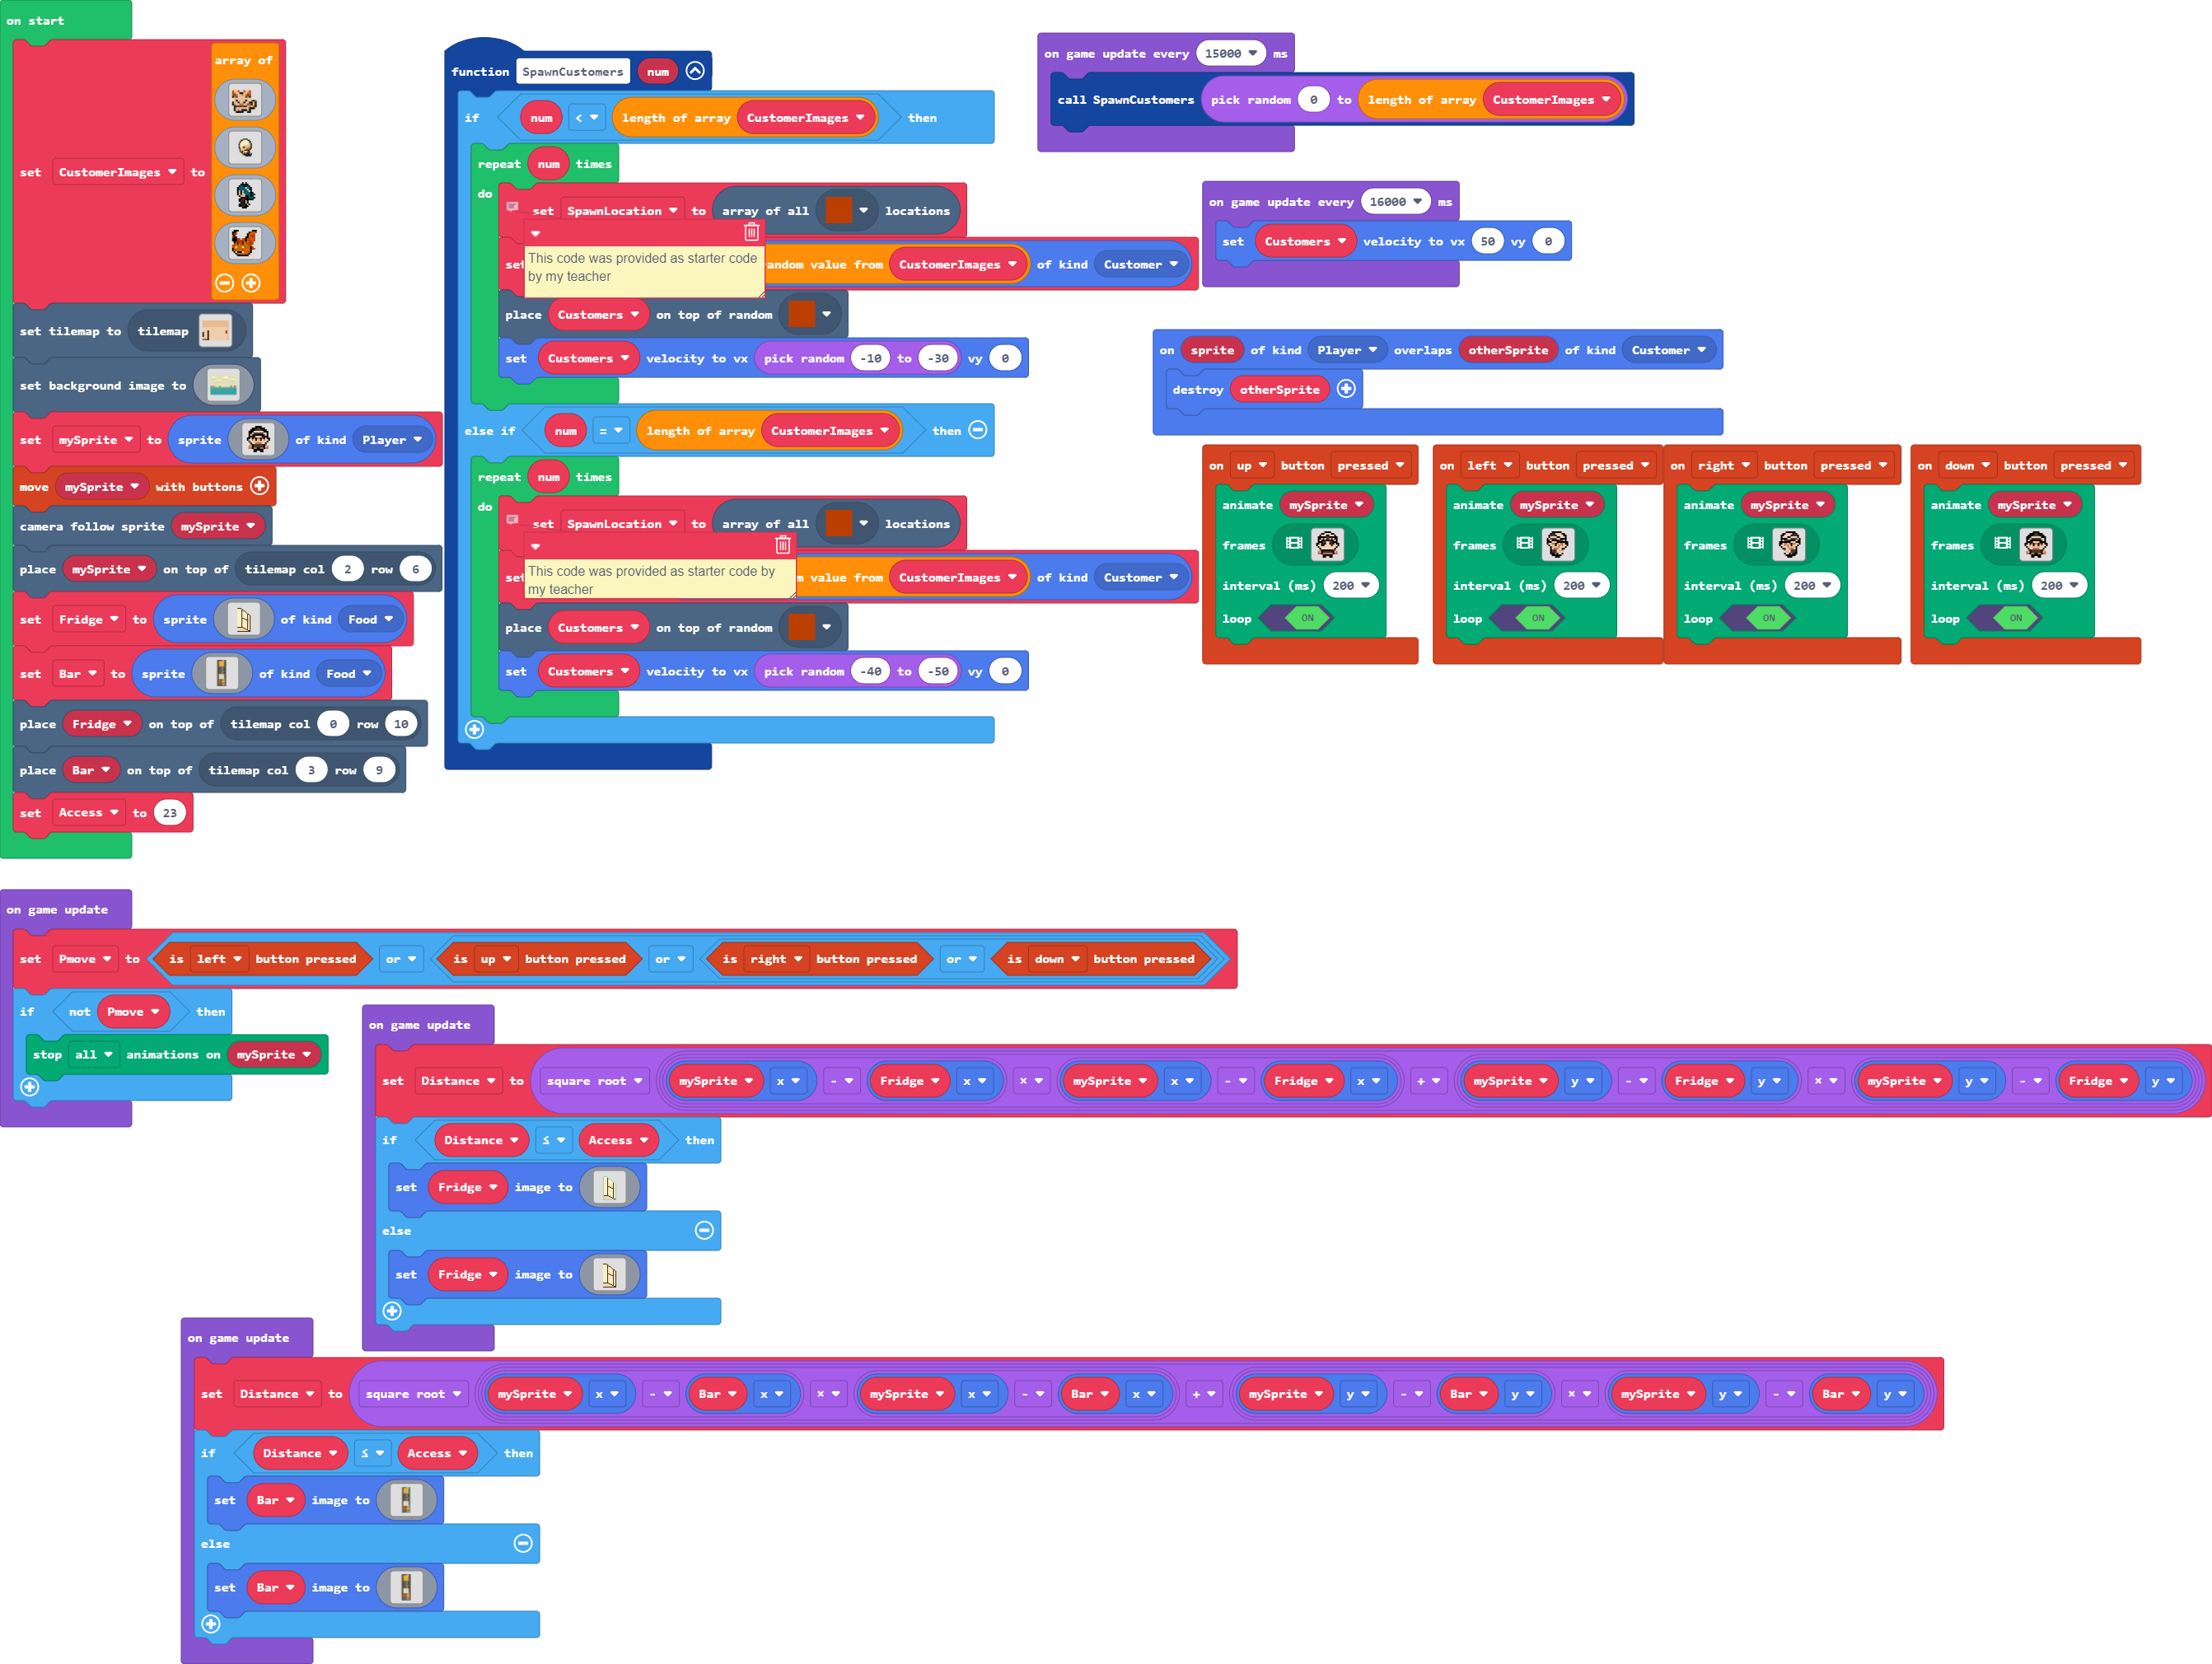 on start
set CustomerImages to array of
set tilemap to tilemap
set background image to
set mySprite to sprite of kind Player
move mySprite with buttons
camera follow sprite mySprite
place mySprite on top of tilemap col 2 row 6
set Fridge to sprite of kind Food
set Bar to sprite of kind Food
place Fridge on top of tilemap col 0 row 10
place Bar on top of tilemap col 3 row 9
set Access to 23
function SpawnCustomers num
if num < length of array CustomerImages then
repeat num times
do
set SpawnLocation to array of all locations
This code was provided as starter code
by my teacher
set random value from CustomerImages of kind Customer
place Customers on top of random
set Customers velocity to vx pick random -10 to -30 vy 0
else if num = length of array CustomerImages then
repeat num times
do
set SpawnLocation to array of all locations
This code was provided as starter code by
my teacher
set value from CustomerImages of kind Customer
place Customers on top of random
set Customers velocity to vx pick random -40 to -50 vy 0
on game update every 15000 ms
call SpawnCustomers pick random 0 to length of array CustomerImages
on game update every 16000 ms
set Customers velocity to vx 50 vy 0
on sprite of kind Player overlaps otherSprite of kind Customer
destroy otherSprite
on up button pressed
animate mySprite
frames
interval (ms) 200
loop ON
on left button pressed
animate mySprite
frames
interval (ms) 200
loop ON
on right button pressed
animate mySprite
frames
interval (ms) 200
loop ON
on down button pressed
animate mySprite
frames
interval (ms) 200
loop ON
on game update
set Pmove to is left button pressed or is up button pressed or is right button pressed or is down button pressed
if not Pmove then
stop all animations on mySprite
on game update
set Distance to square root mySprite x - Fridge x × mySprite x - Fridge x + mySprite y - Fridge y × mySprite y - Fridge y
if Distance ≤ Access then
set Fridge image to
else
set Fridge image to
on game update
set Distance to square root mySprite x - Bar x × mySprite x - Bar x + mySprite y - Bar y × mySprite y - Bar y
if Distance ≤ Access then
set Bar image to
else
set Bar image to